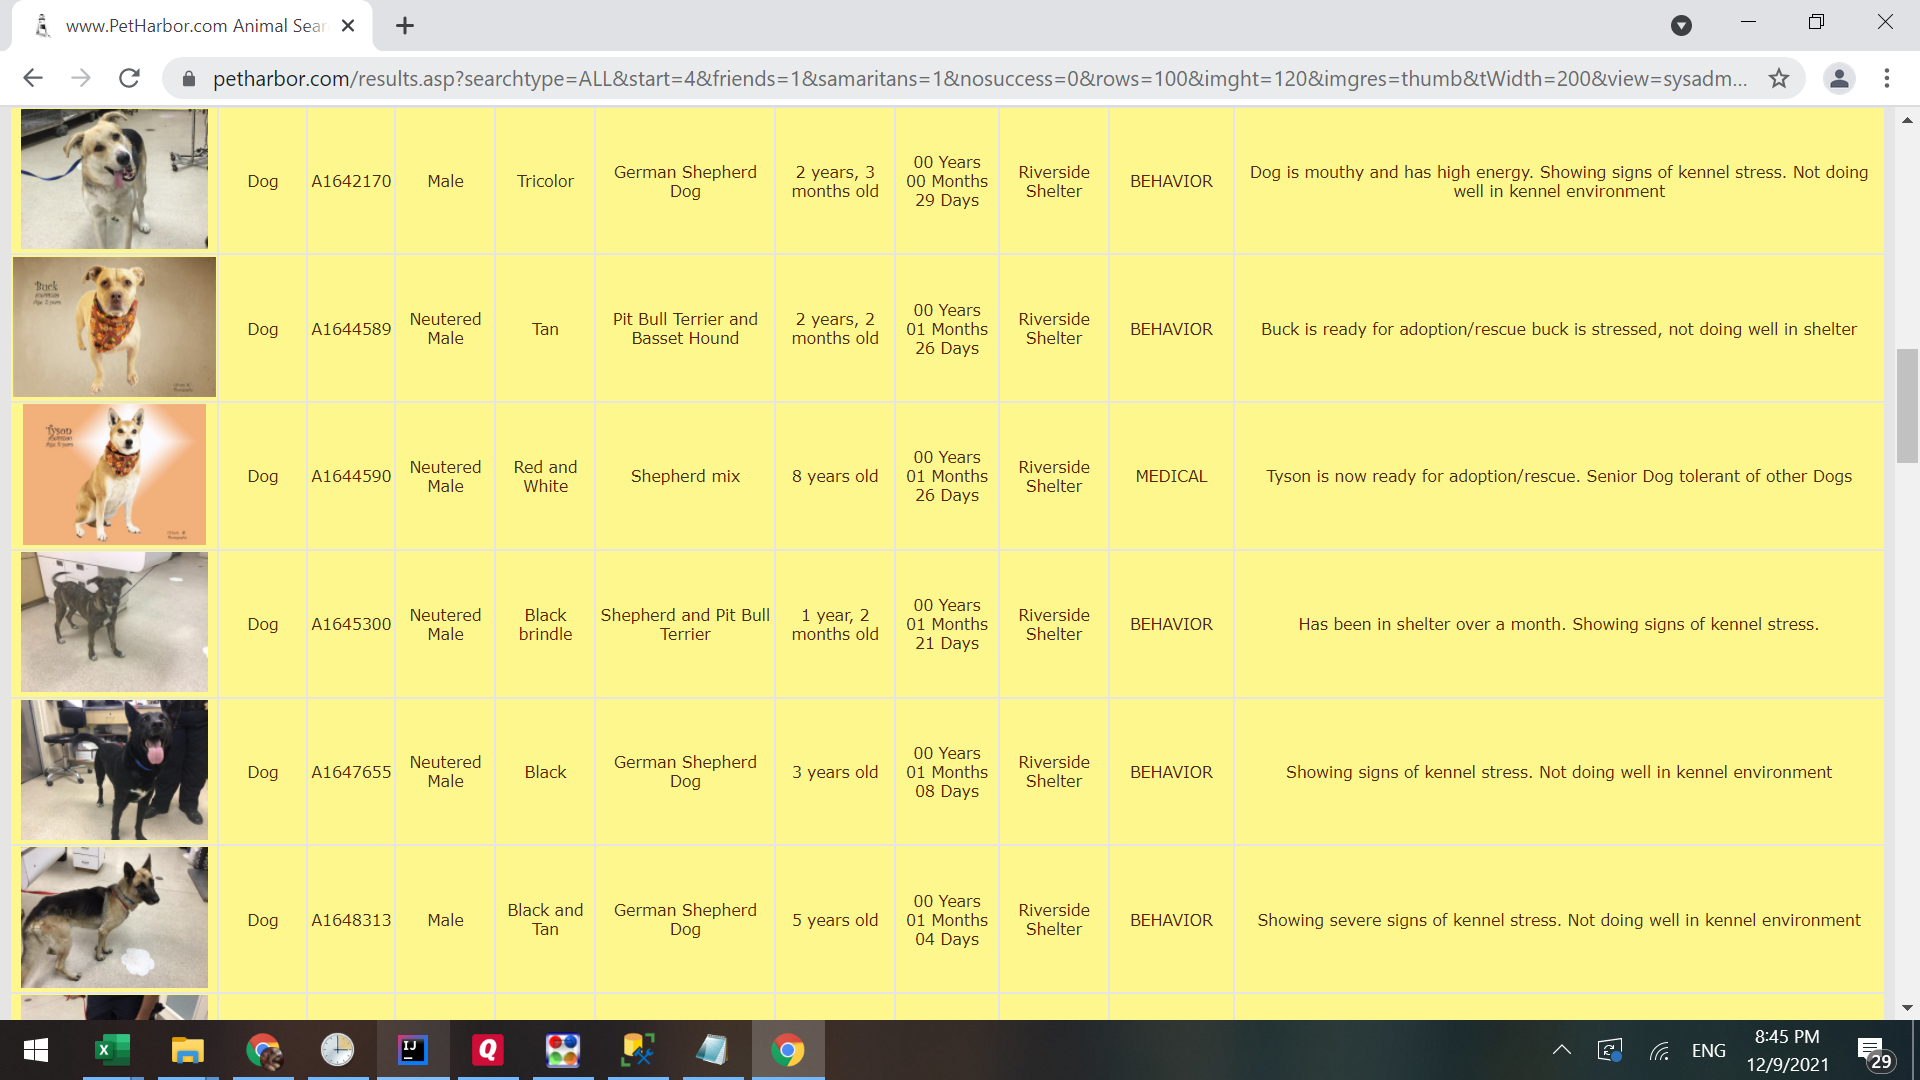 www.PetHarbor.com Animal Sear
petharbor.com/results.asp?searchtype=ALL&start=4&friends=1&samaritans=1&nosuccess=0&rows=100&imght=120&imgres=thumb&tWidth=200&view=sysadm...
Dog
A1642170
Male
Tricolor
German Shepherd
Dog
2 years, 3
months old
00 Years
00 Months
29 Days
Riverside
Shelter
BEHAVIOR
Dog is mouthy and has high energy. Showing signs of kennel stress. Not doing
well in kennel environment
Buck
Dog
A1644589
Neutered
Male
Tan
Pit Bull Terrier and
Basset Hound
2 years, 2
months old
00 Years
01 Months
26 Days
Riverside
Shelter
BEHAVIOR
Buck is ready for adoption/rescue buck is stressed, not doing well in shelter
Tyson
Dog
A1644590
Neutered
Male
Red and
White
Shepherd mix
8 years old
00 Years
01 Months
26 Days
Riverside
Shelter
MEDICAL
Tyson is now ready for adoption/rescue. Senior Dog tolerant of other Dogs
Dog
A1645300
Neutered
Male
Black
brindle
Shepherd and Pit Bull
Terrier
1 year, 2
months old
00 Years
01 Months
21 Days
Riverside
Shelter
BEHAVIOR
Has been in shelter over a month. Showing signs of kennel stress.
Dog
A1647655
Neutered
Male
Black
German Shepherd
Dog
3 years old
00 Years
01 Months
08 Days
Riverside
Shelter
BEHAVIOR
Showing signs of kennel stress. Not doing well in kennel environment
Dog
A1648313
Male
Black and
Tan
German Shepherd
Dog
5 years old
00 Years
01 Months
04 Days
Riverside
Shelter
BEHAVIOR
Showing severe signs of kennel stress. Not doing well in kennel environment
X
IJ
Q
ENG
8:45 PM
12/9/2021
29